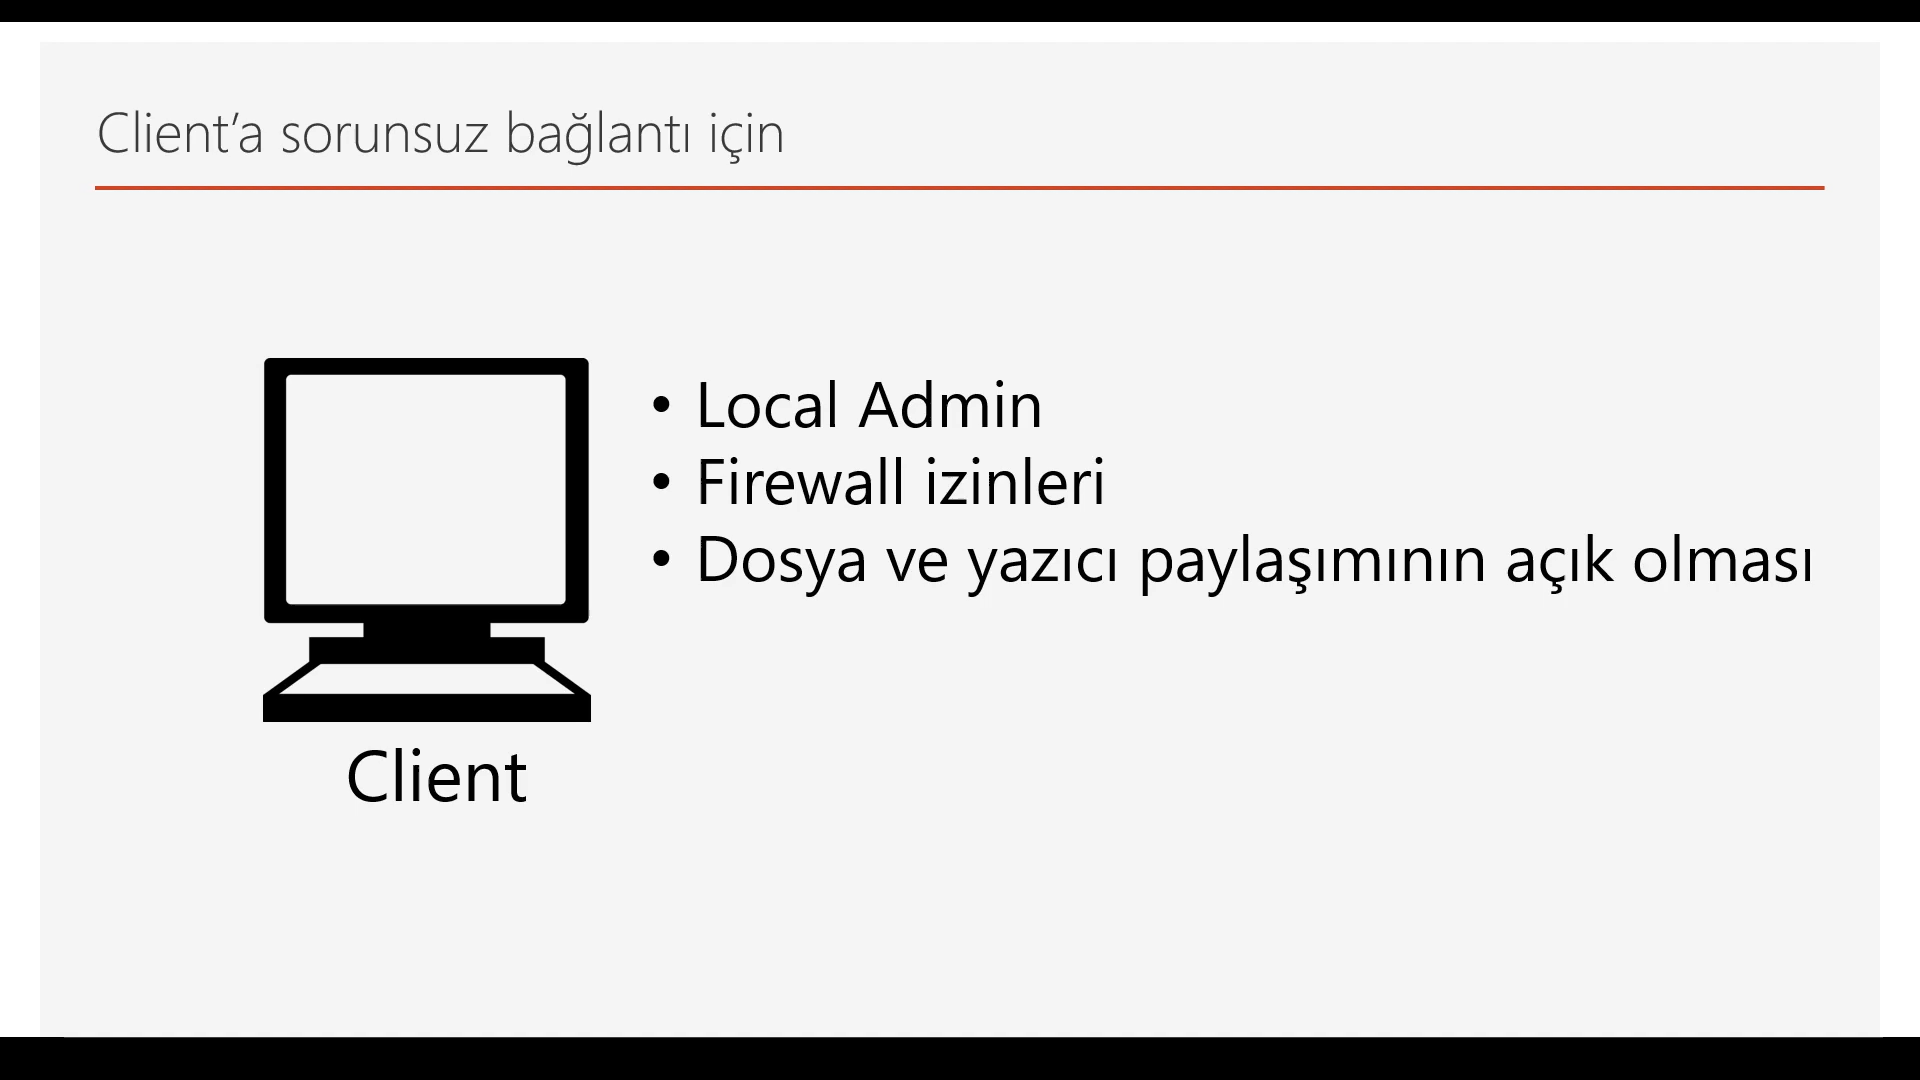 Client’a sorunsuz bağlantı için
• Local Admin
• Firewall izinleri
• Dosya ve yazıcı paylaşımının açık olması
Client